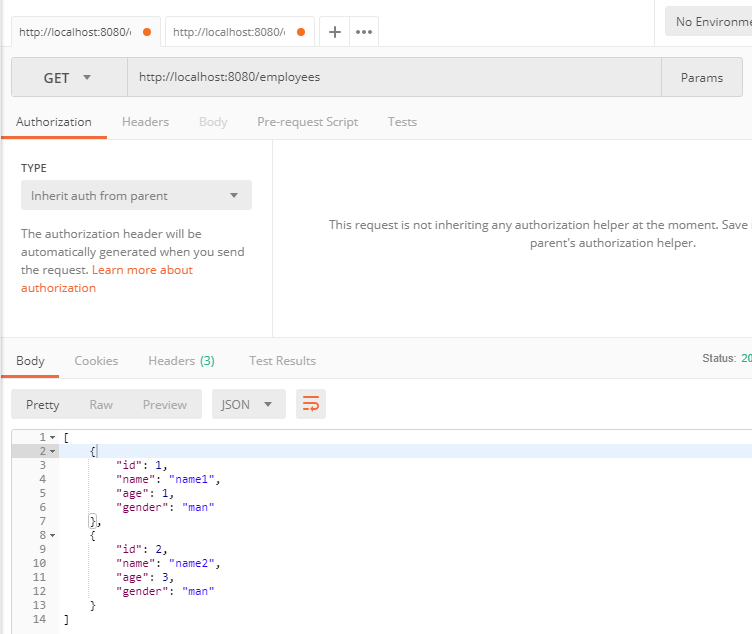 http://localhost:8080/
http://localhost:8080/
No Environme
GET
http://localhost:8080/employees
Params
Authorization Headers Body Pre-request Script Tests
TYPE
Inherit auth from parent
The authorization header will be
automatically generated when you send
the request. Learn more about
authorization
This request is not inheriting any authorization helper at the moment. Save
parent's authorization helper.
Body Cookies Headers (3) Test Results
Status: 20
Pretty Raw Preview JSON
1 [
2 {
3 "id": 1,
4 "name": "name1",
5 "age": 1,
6 "gender": "man"
7 },
8 {
9 "id": 2,
10 "name": "name2",
11 "age": 3,
12 "gender": "man"
13 }
14 ]